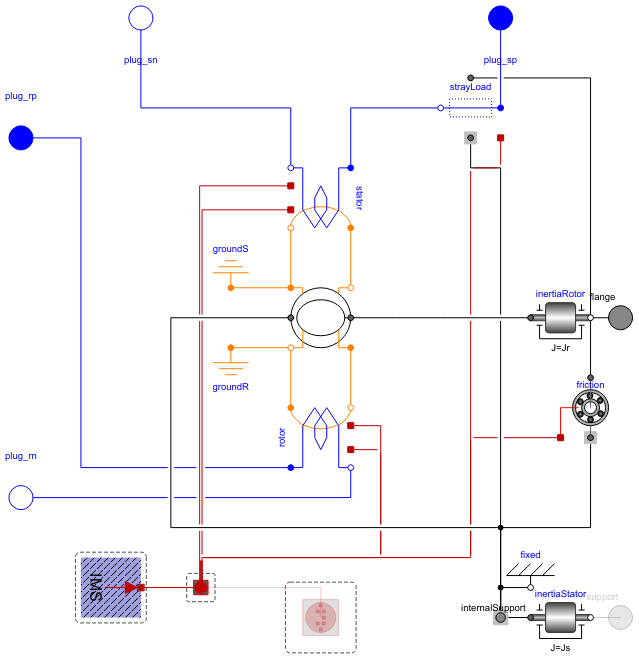 plug_sn
plug_sp
strayLoad
plug_rp
stator
groundS
inertiaRotor
flange
J=Jr
groundR
friction
rotor
plug_rn
fixed
IMS
inertiaStator
support
internalSupport
J=Js